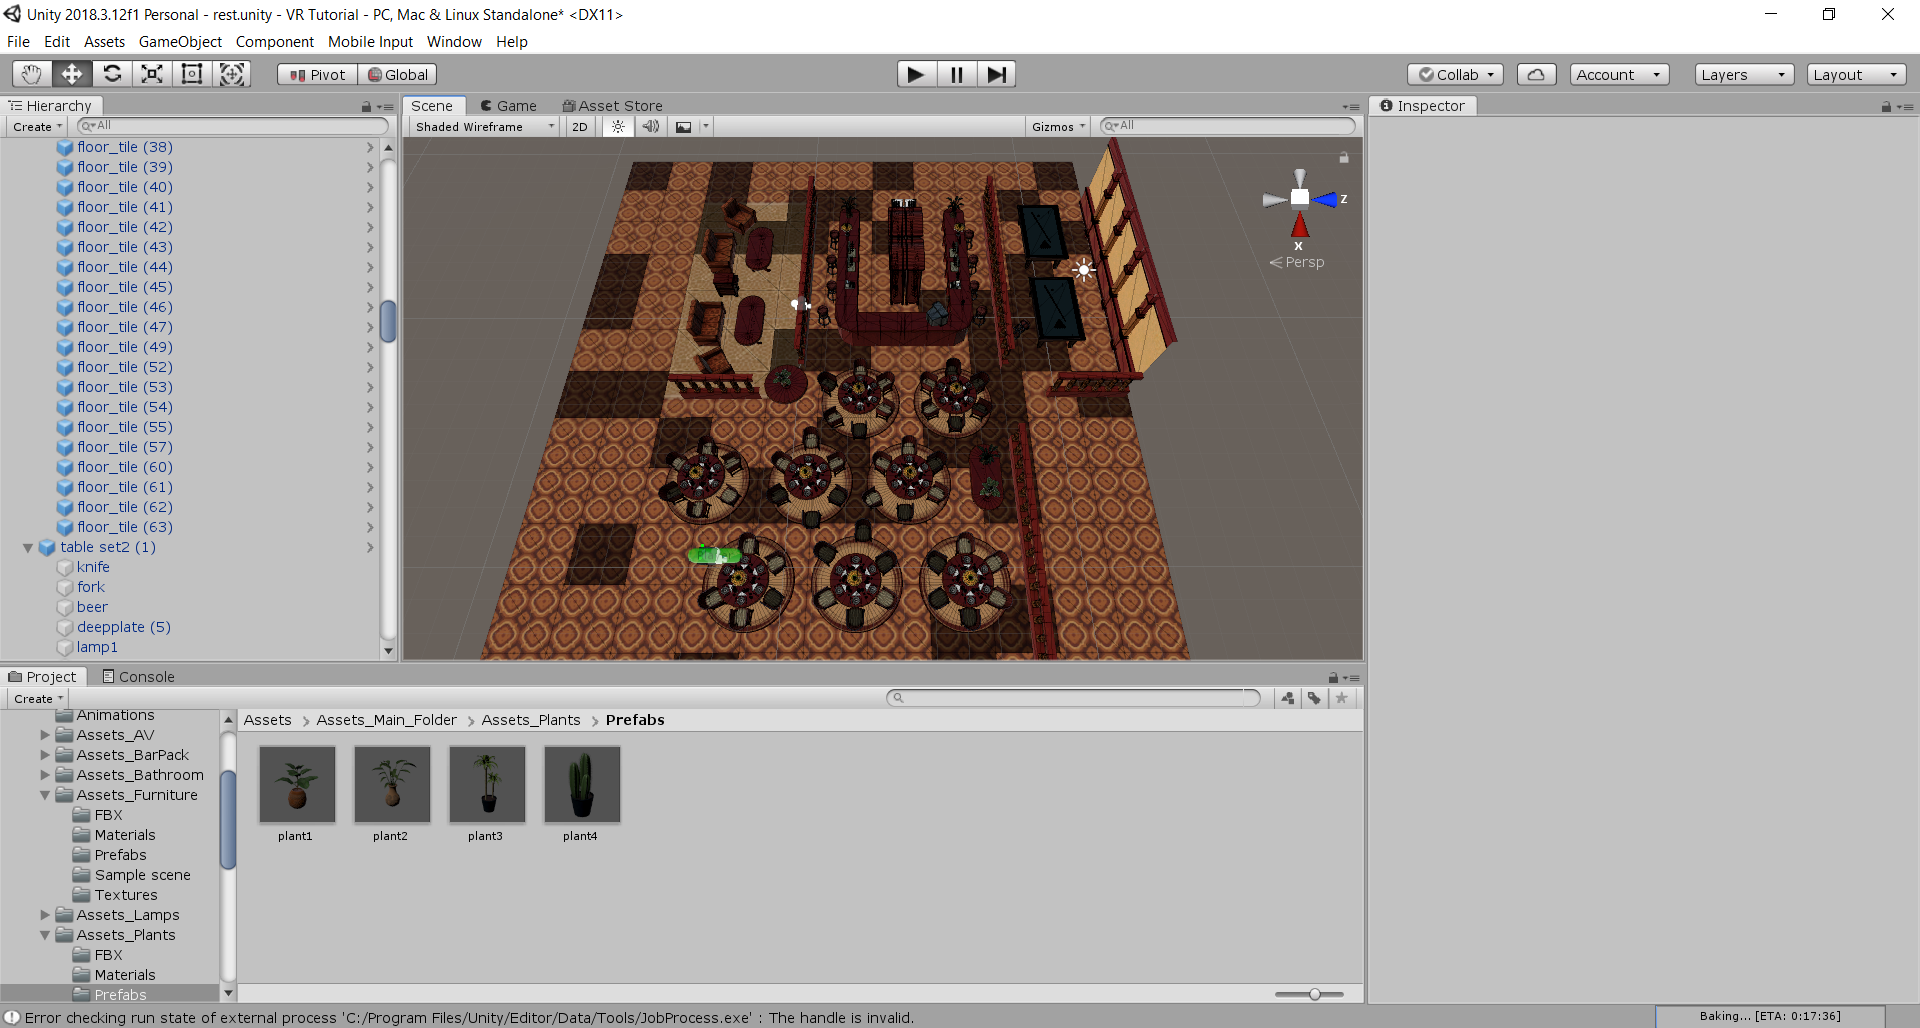 Unity 2018.3.12f1 Personal - rest.unity - VR Tutorial - PC, Mac & Linux Standalone* <DX11>
File Edit Assets GameObject Component Mobile Input Window Help
Pivot Global Collab Account Layers Layout
Hierarchy Scene Game Asset Store Inspector
Create All Shaded Wireframe 2D Gizmos All
floor_tile (38)
floor_tile (39)
floor_tile (40)
floor_tile (41)
floor_tile (42)
floor_tile (43)
floor_tile (44)
floor_tile (45)
floor_tile (46)
floor_tile (47)
floor_tile (49)
floor_tile (52)
floor_tile (53)
floor_tile (54)
floor_tile (55)
floor_tile (57)
floor_tile (60)
floor_tile (61)
floor_tile (62)
floor_tile (63)
table set2 (1)
knife
fork
beer
deepplate (5)
lamp1
z
x
Persp
Project Console
Create
Animations
Assets_AV
Assets_BarPack
Assets_Bathroom
Assets_Furniture
FBX
Materials
Prefabs
Sample scene
Textures
Assets_Lamps
Assets_Plants
FBX
Materials
Prefabs
Assets Assets_Main_Folder Assets_Plants Prefabs
plant1 plant2 plant3 plant4
Error checking run state of external process 'C:/Program Files/Unity/Editor/Data/Tools/JobProcess.exe' : The handle is invalid.
Baking... [ETA: 0:17:36]